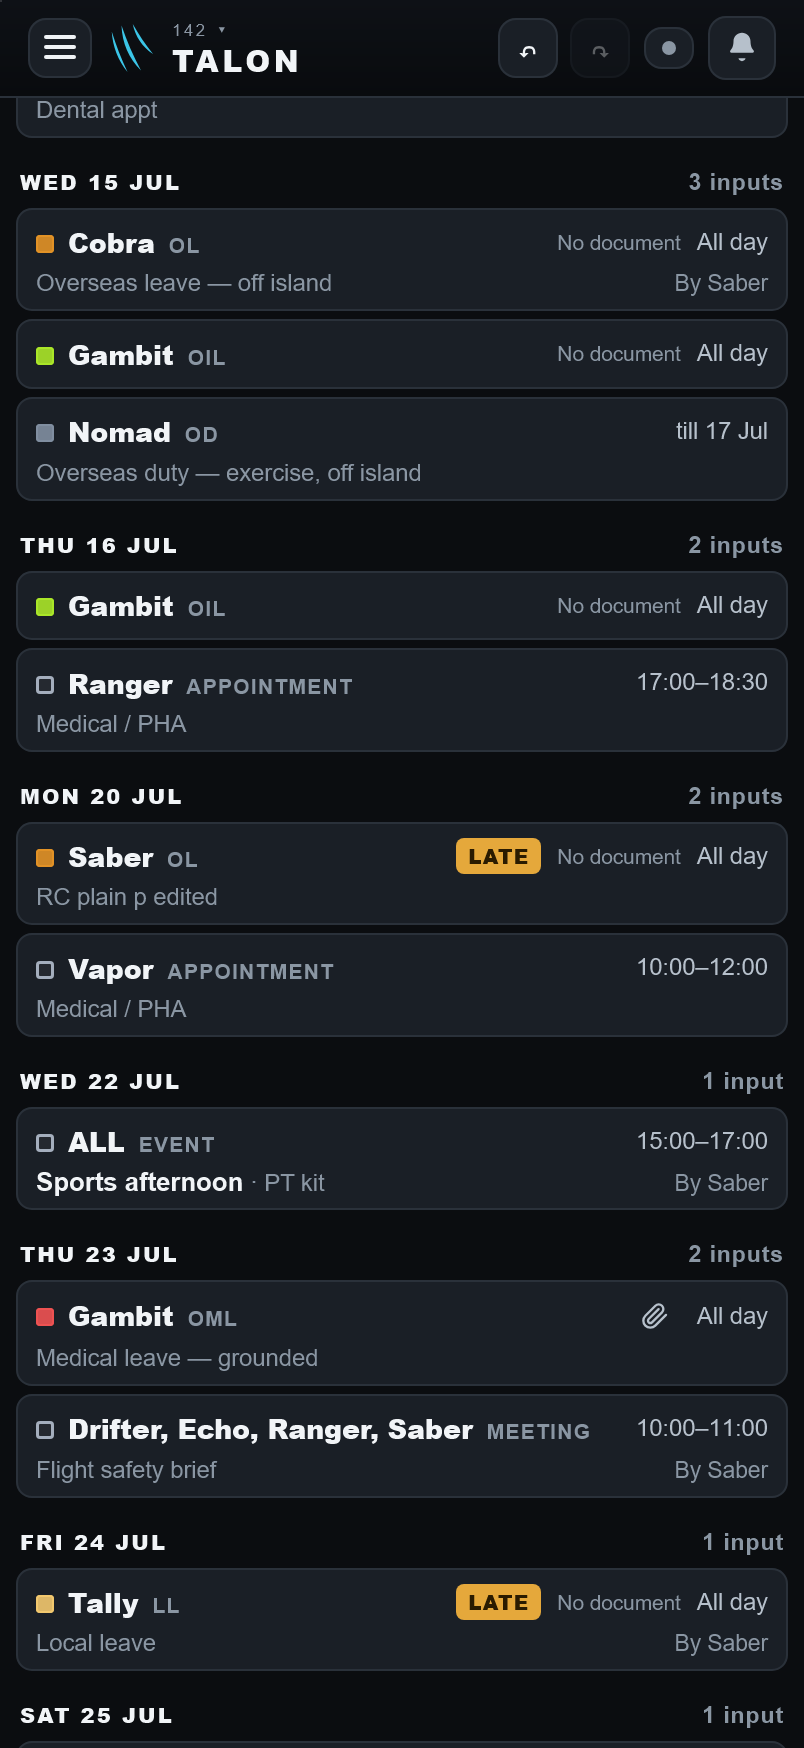 142 ▾
TALON
Dental appt
WED 15 JUL 3 inputs
Cobra OL No document All day
Overseas leave — off island By Saber
Gambit OIL No document All day
Nomad OD till 17 Jul
Overseas duty — exercise, off island
THU 16 JUL 2 inputs
Gambit OIL No document All day
Ranger APPOINTMENT 17:00–18:30
Medical / PHA
MON 20 JUL 2 inputs
Saber OL LATE No document All day
RC plain p edited
Vapor APPOINTMENT 10:00–12:00
Medical / PHA
WED 22 JUL 1 input
ALL EVENT 15:00–17:00
Sports afternoon · PT kit By Saber
THU 23 JUL 2 inputs
Gambit OML All day
Medical leave — grounded
Drifter, Echo, Ranger, Saber MEETING 10:00–11:00
Flight safety brief By Saber
FRI 24 JUL 1 input
Tally LL LATE No document All day
Local leave By Saber
SAT 25 JUL 1 input